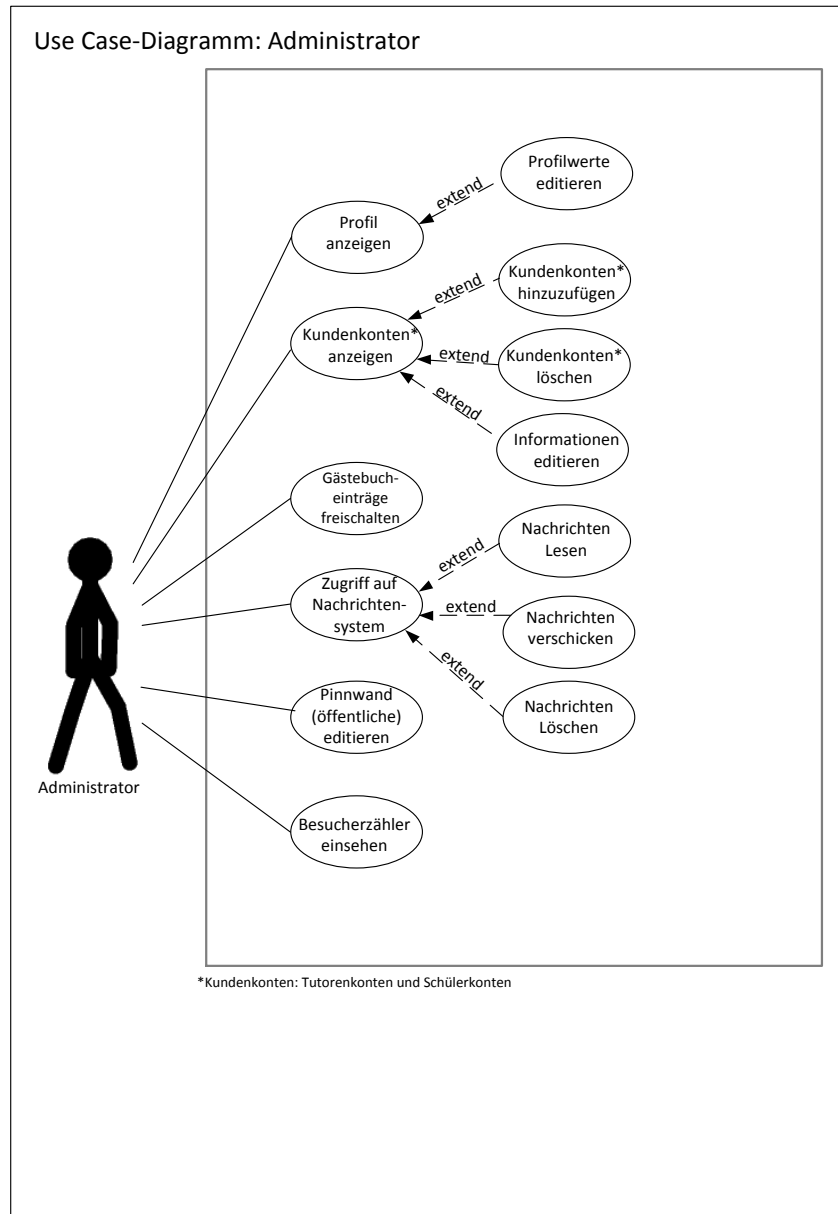 Use Case-Diagramm: Administrator
Profilwerte
editieren
extend
Profil
anzeigen
Kundenkonten*
hinzuzufügen
extend
Kundenkonten*
anzeigen
extend
Kundenkonten*
löschen
extend
Informationen
editieren
Gästebuch-
einträge
freischalten
Nachrichten
Lesen
extend
Zugriff auf
Nachrichten-
system
extend
Nachrichten
verschicken
extend
Nachrichten
Löschen
Pinnwand
(öffentliche)
editieren
Administrator
Besucherzähler
einsehen
*Kundenkonten: Tutorenkonten und Schülerkonten